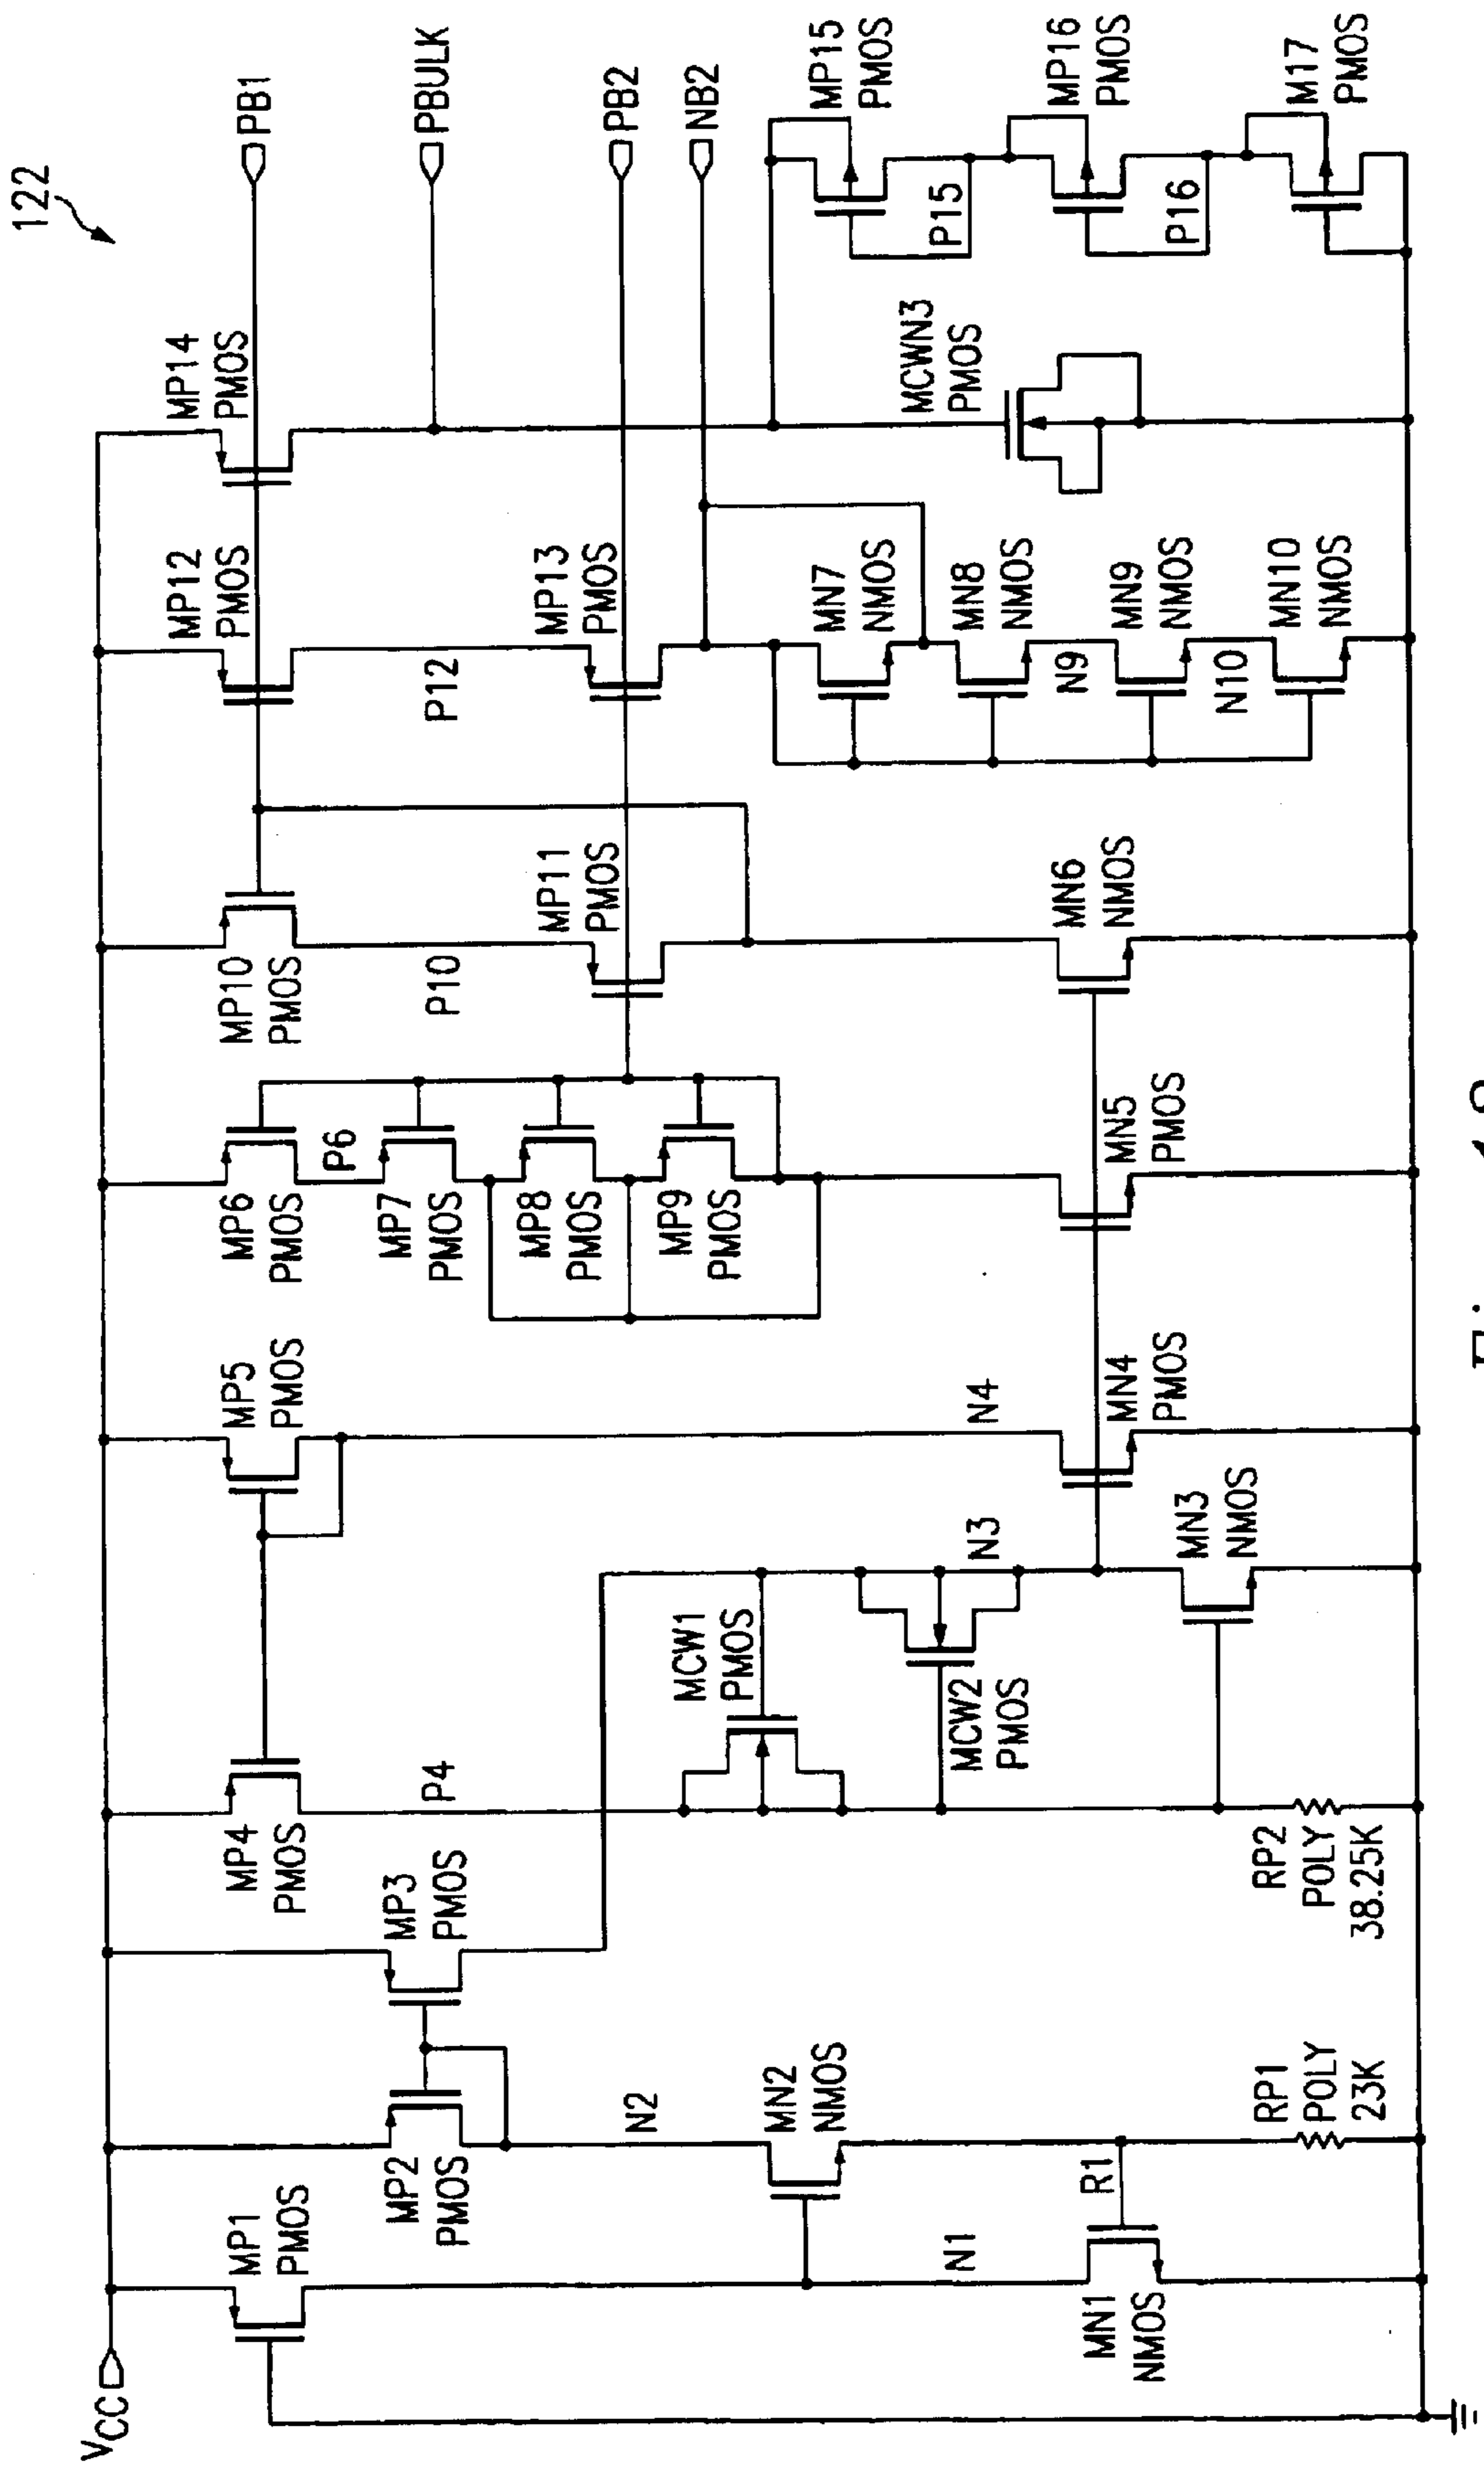 122
VCC
PB1
PBULK
PB2
NB2
MP1
PMOS
MP2
PMOS
MP3
PMOS
MP4
PMOS
MP5
PMOS
MP6
PMOS
P6
MP7
PMOS
MP8
PMOS
MP9
PMOS
MP10
PMOS
P10
MP11
PMOS
MP12
PMOS
P12
MP13
PMOS
MP14
PMOS
MP15
PMOS
P15
MP16
PMOS
P16
M17
PMOS
MCWN3
PMOS
MN7
NMOS
MN8
NMOS
N9
MN9
NMOS
N10
MN10
NMOS
MN6
NMOS
MN5
PMOS
N4
MN4
PMOS
N3
MN3
NMOS
MCW1
PMOS
MCW2
PMOS
P4
RP2
POLY
38.25K
N2
MN2
NMOS
R1
RP1
POLY
23K
N1
MN1
NMOS